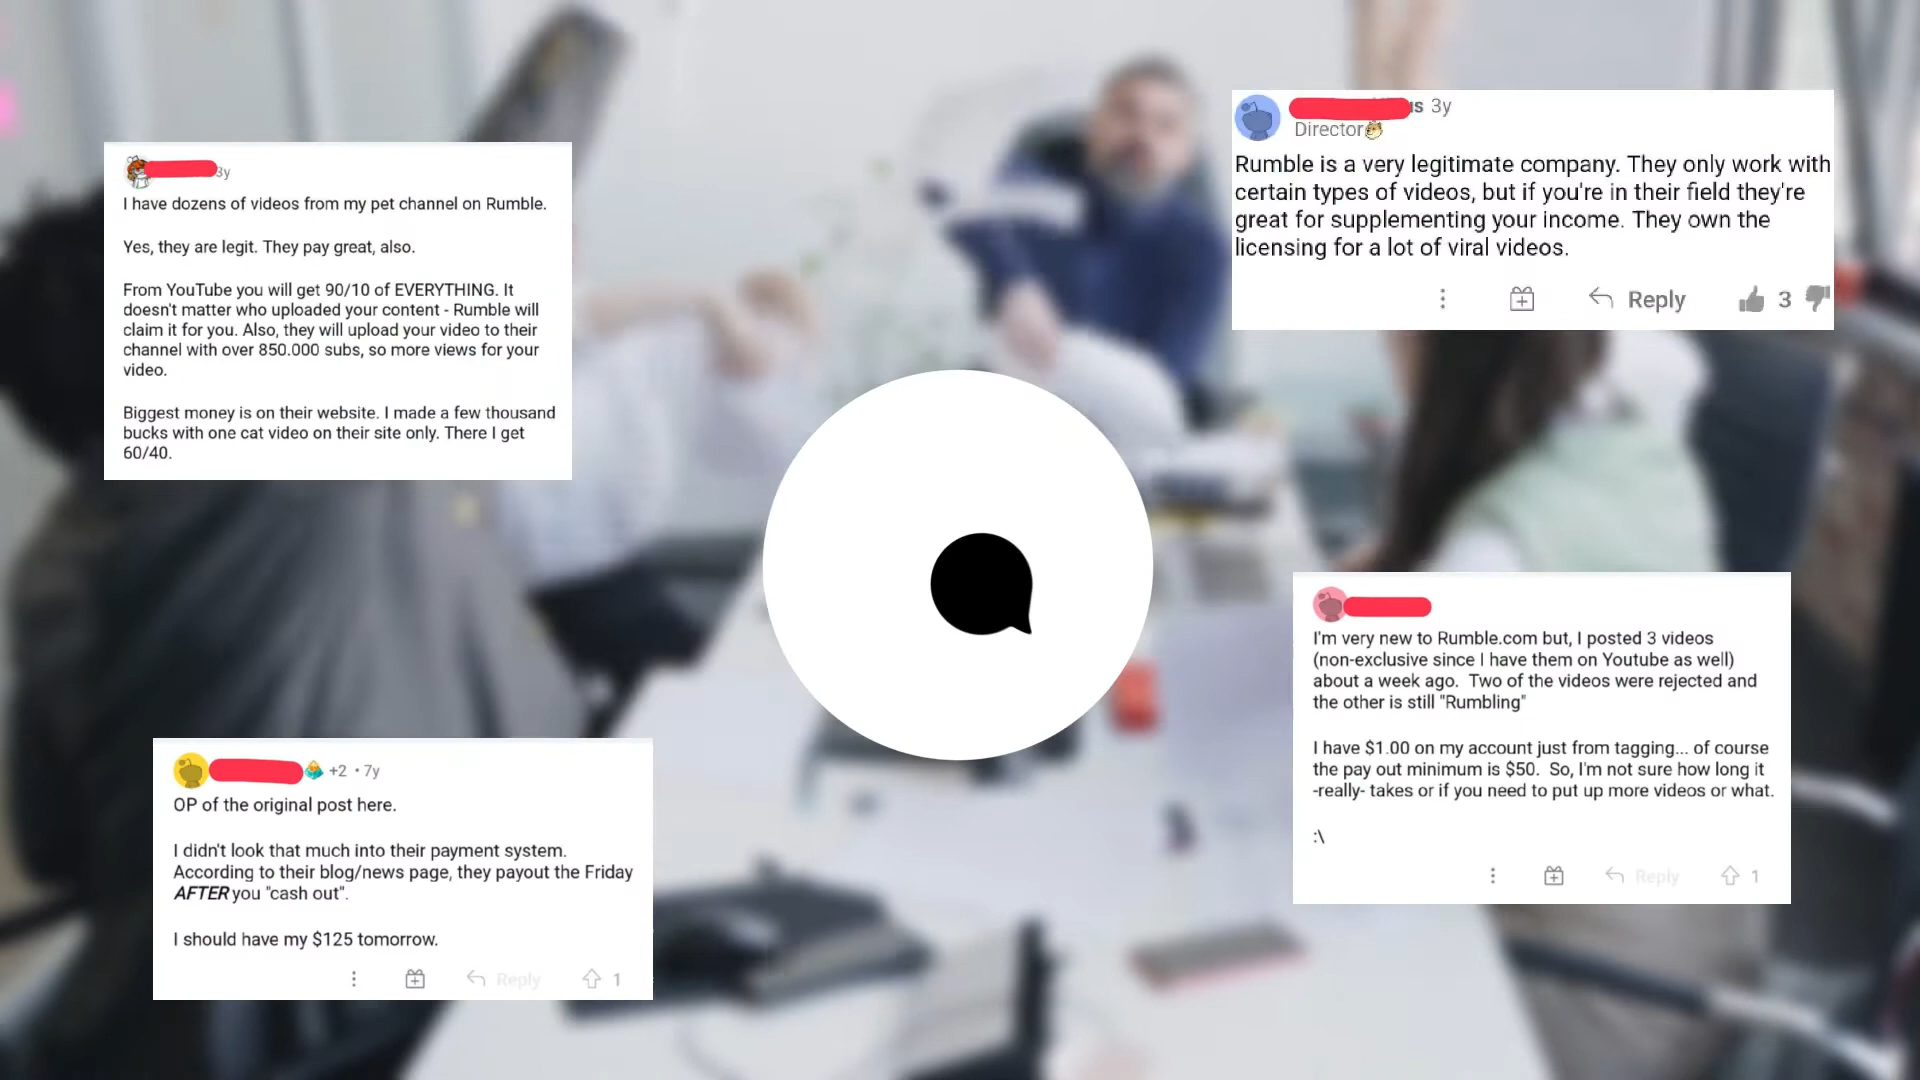 3y
I have dozens of videos from my pet channel on Rumble.
Yes, they are legit. They pay great, also.
From YouTube you will get 90/10 of EVERYTHING. It
doesn't matter who uploaded your content - Rumble will
claim it for you. Also, they will upload your video to their
channel with over 850.000 subs, so more views for your
video.
Biggest money is on their website. I made a few thousand
bucks with one cat video on their site only. There I get
60/40.
us 3y
Director
Rumble is a very legitimate company. They only work with
certain types of videos, but if you're in their field they're
great for supplementing your income. They own the
licensing for a lot of viral videos.
Reply 3
+2 • 7y
OP of the original post here.
I didn't look that much into their payment system.
According to their blog/news page, they payout the Friday
AFTER you "cash out".
I should have my $125 tomorrow.
Reply 1
I'm very new to Rumble.com but, I posted 3 videos
(non-exclusive since I have them on Youtube as well)
about a week ago. Two of the videos were rejected and
the other is still "Rumbling"
I have $1.00 on my account just from tagging... of course
the pay out minimum is $50. So, I'm not sure how long it
-really- takes or if you need to put up more videos or what.
:\
Reply 1